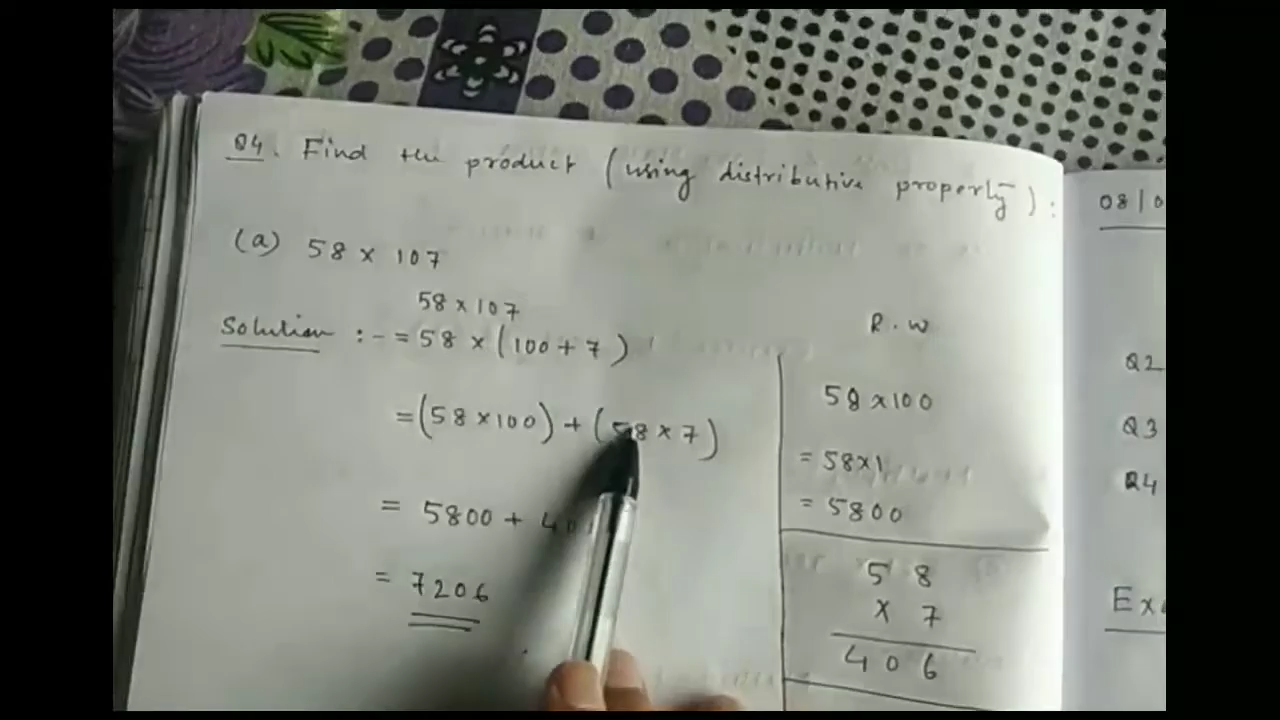 Q4. Find the product (using distributive property):
(a) 58 × 107
58 × 107
Solution :- = 58 × (100 + 7)
= (58 × 100) + (58 × 7)
= 5800 + 40
= 7206
R.W
58 × 100
= 58 × 1
= 5800
58
× 7
406
08/0
Q2
Q3
Q4
Ex